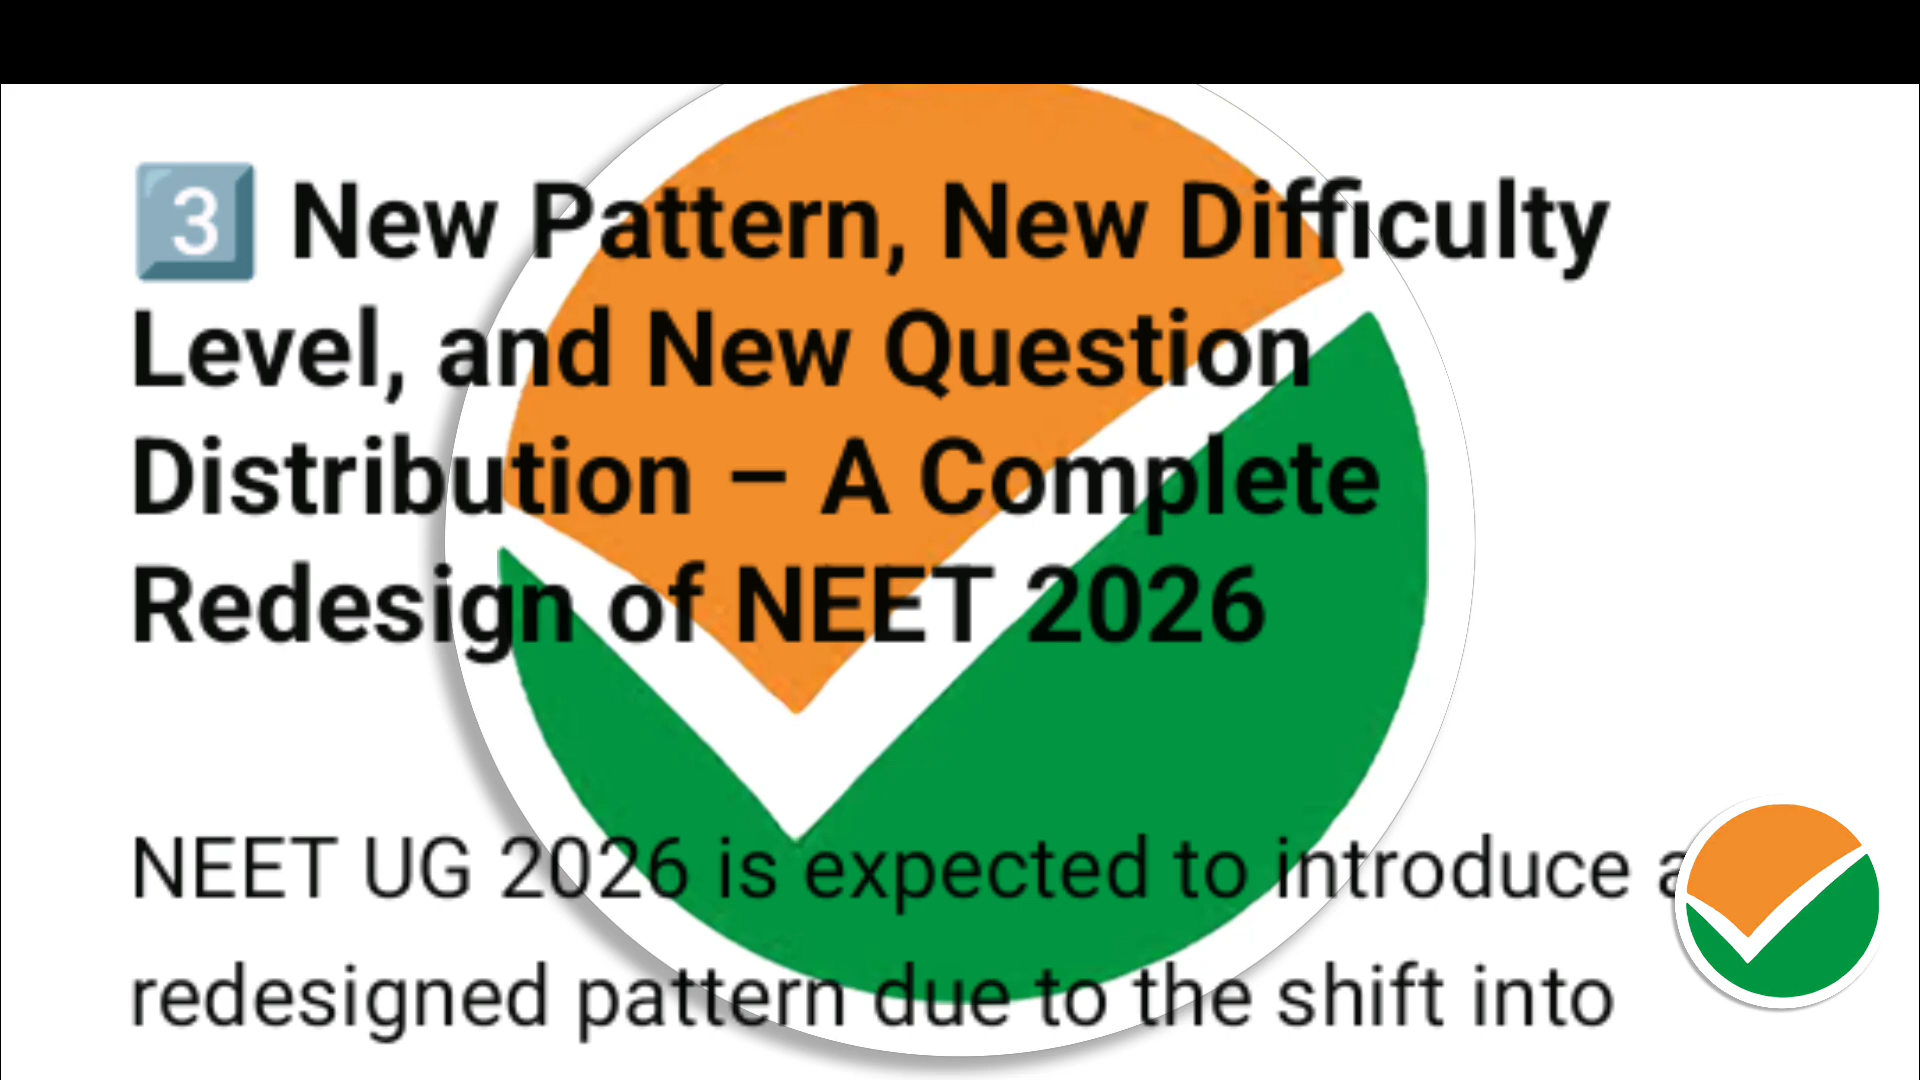 3 New Pattern, New Difficulty
Level, and New Question
Distribution – A Complete
Redesign of NEET 2026
NEET UG 2026 is expected to introduce a
redesigned pattern due to the shift into